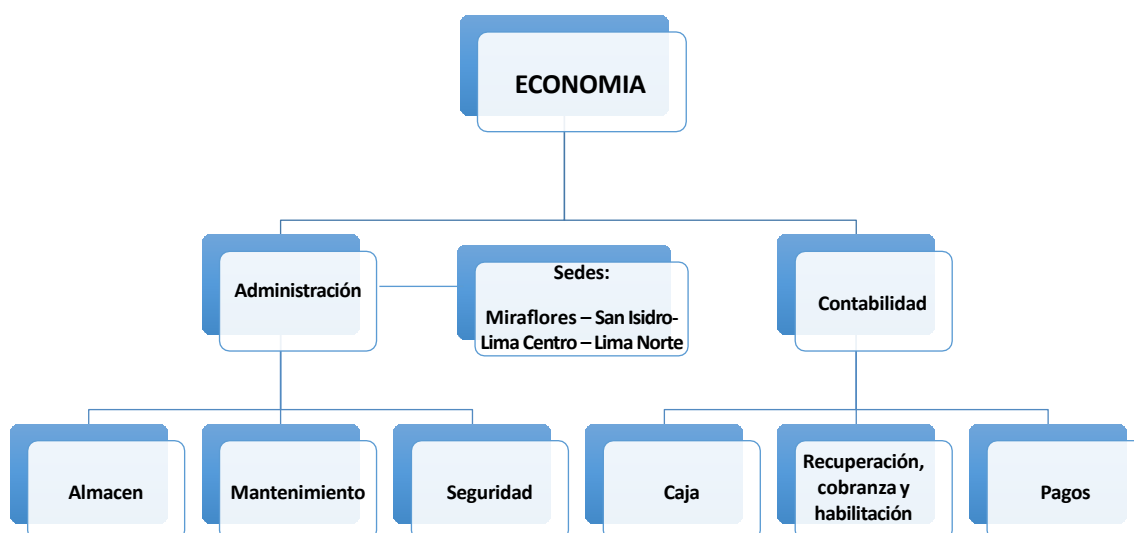 ECONOMIA
Administración
Sedes:
Miraflores – San Isidro-
Lima Centro – Lima Norte
Contabilidad
Almacen
Mantenimiento
Seguridad
Caja
Recuperación,
cobranza y
habilitación
Pagos